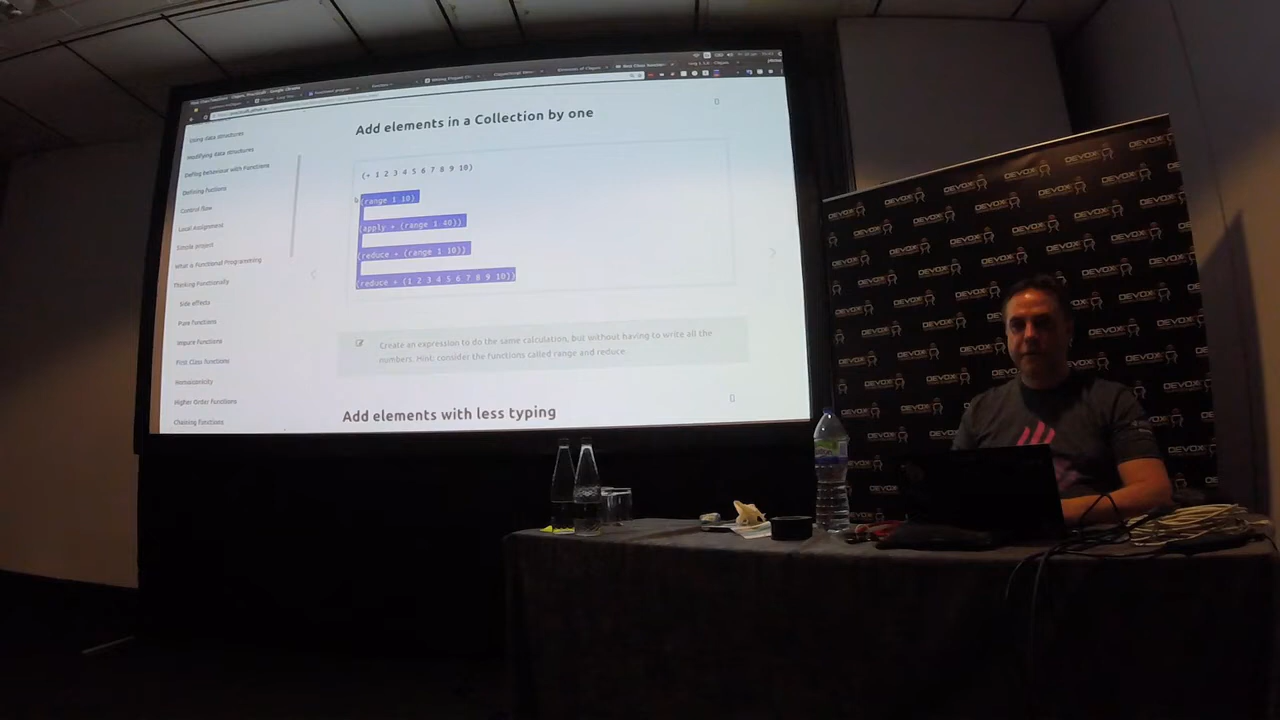 Add elements in a Collection by one
(+ 1 2 3 4 5 6 7 8 9 10)
(range 1 10)
(apply + (range 1 40))
(reduce + (range 1 10))
(reduce + (1 2 3 4 5 6 7 8 9 10))
Create an expression to do the same calculation, but without having to write all the
numbers. Hint: consider the functions called range and reduce.
Add elements with less typing
Using data structures
Modifying data structures
Defing behaviour with Functions
Defining fuctions
Control flow
Local Assignment
Simple project
What is Functional Programming
Thinking Functionally
Side effects
Pure functions
Impure functions
First Class functions
Homoiconicity
Higher Order Functions
Chaining functions
DEVOXX